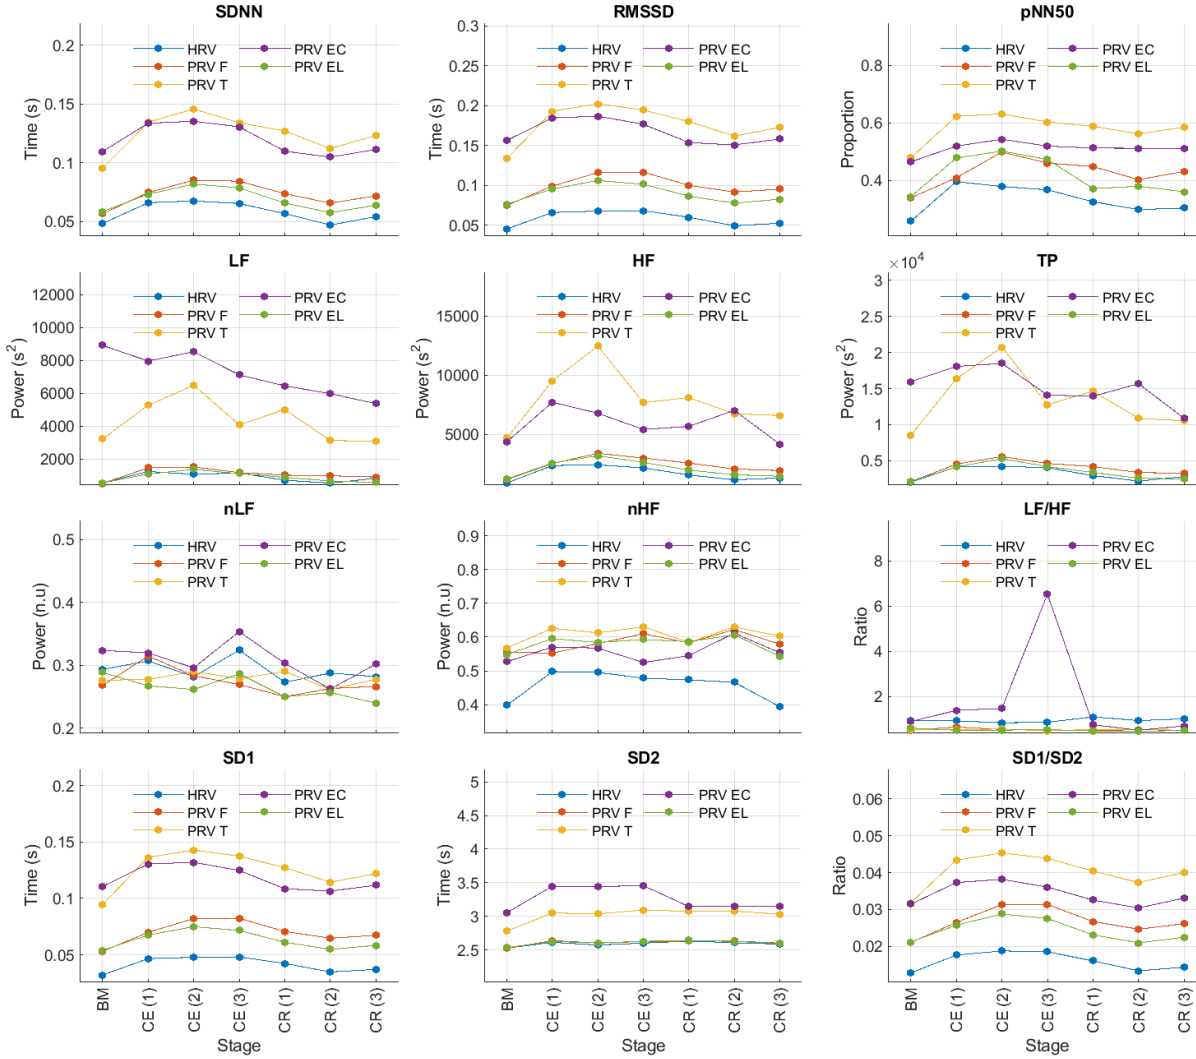 SDNN
0.2
0.15
0.1
0.05
Time (s)
HRV
PRV F
PRV T
PRV EC
PRV EL
RMSSD
0.3
0.25
0.2
0.15
0.1
0.05
Time (s)
HRV
PRV F
PRV T
PRV EC
PRV EL
pNN50
0.8
0.6
0.4
Proportion
HRV
PRV F
PRV T
PRV EC
PRV EL
LF
12000
10000
8000
6000
4000
2000
Power (s²)
HRV
PRV F
PRV T
PRV EC
PRV EL
HF
15000
10000
5000
Power (s²)
HRV
PRV F
PRV T
PRV EC
PRV EL
TP
×10⁴
3
2.5
2
1.5
1
0.5
Power (s²)
HRV
PRV F
PRV T
PRV EC
PRV EL
nLF
0.5
0.4
0.3
0.2
Power (n.u)
HRV
PRV F
PRV T
PRV EC
PRV EL
nHF
0.9
0.8
0.7
0.6
0.5
0.4
Power (n.u)
HRV
PRV F
PRV T
PRV EC
PRV EL
LF/HF
8
6
4
2
Ratio
HRV
PRV F
PRV T
PRV EC
PRV EL
SD1
0.2
0.15
0.1
0.05
Time (s)
HRV
PRV F
PRV T
PRV EC
PRV EL
BM
CE (1)
CE (2)
CE (3)
CR (1)
CR (2)
CR (3)
Stage
SD2
5
4.5
4
3.5
3
2.5
Time (s)
HRV
PRV F
PRV T
PRV EC
PRV EL
BM
CE (1)
CE (2)
CE (3)
CR (1)
CR (2)
CR (3)
Stage
SD1/SD2
0.06
0.05
0.04
0.03
0.02
Ratio
HRV
PRV F
PRV T
PRV EC
PRV EL
BM
CE (1)
CE (2)
CE (3)
CR (1)
CR (2)
CR (3)
Stage